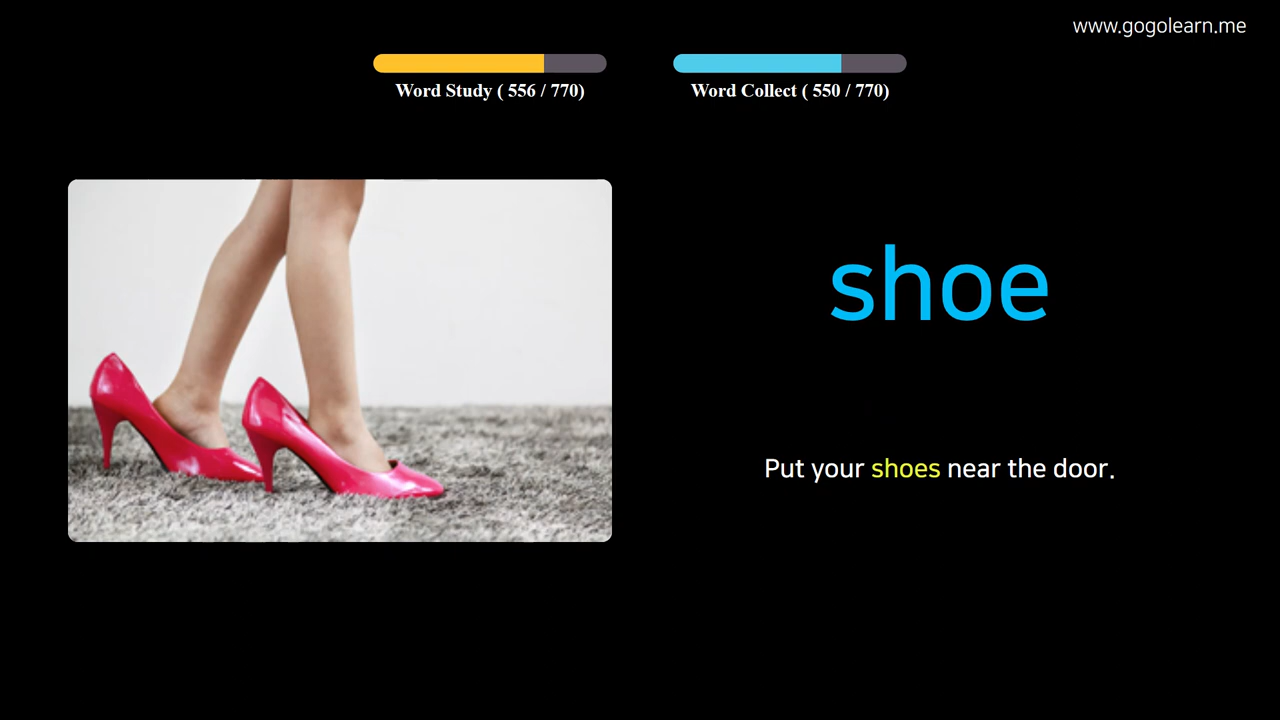 www.gogolearn.me
Word Study ( 556 / 770)
Word Collect ( 550 / 770)
shoe
Put your shoes near the door.